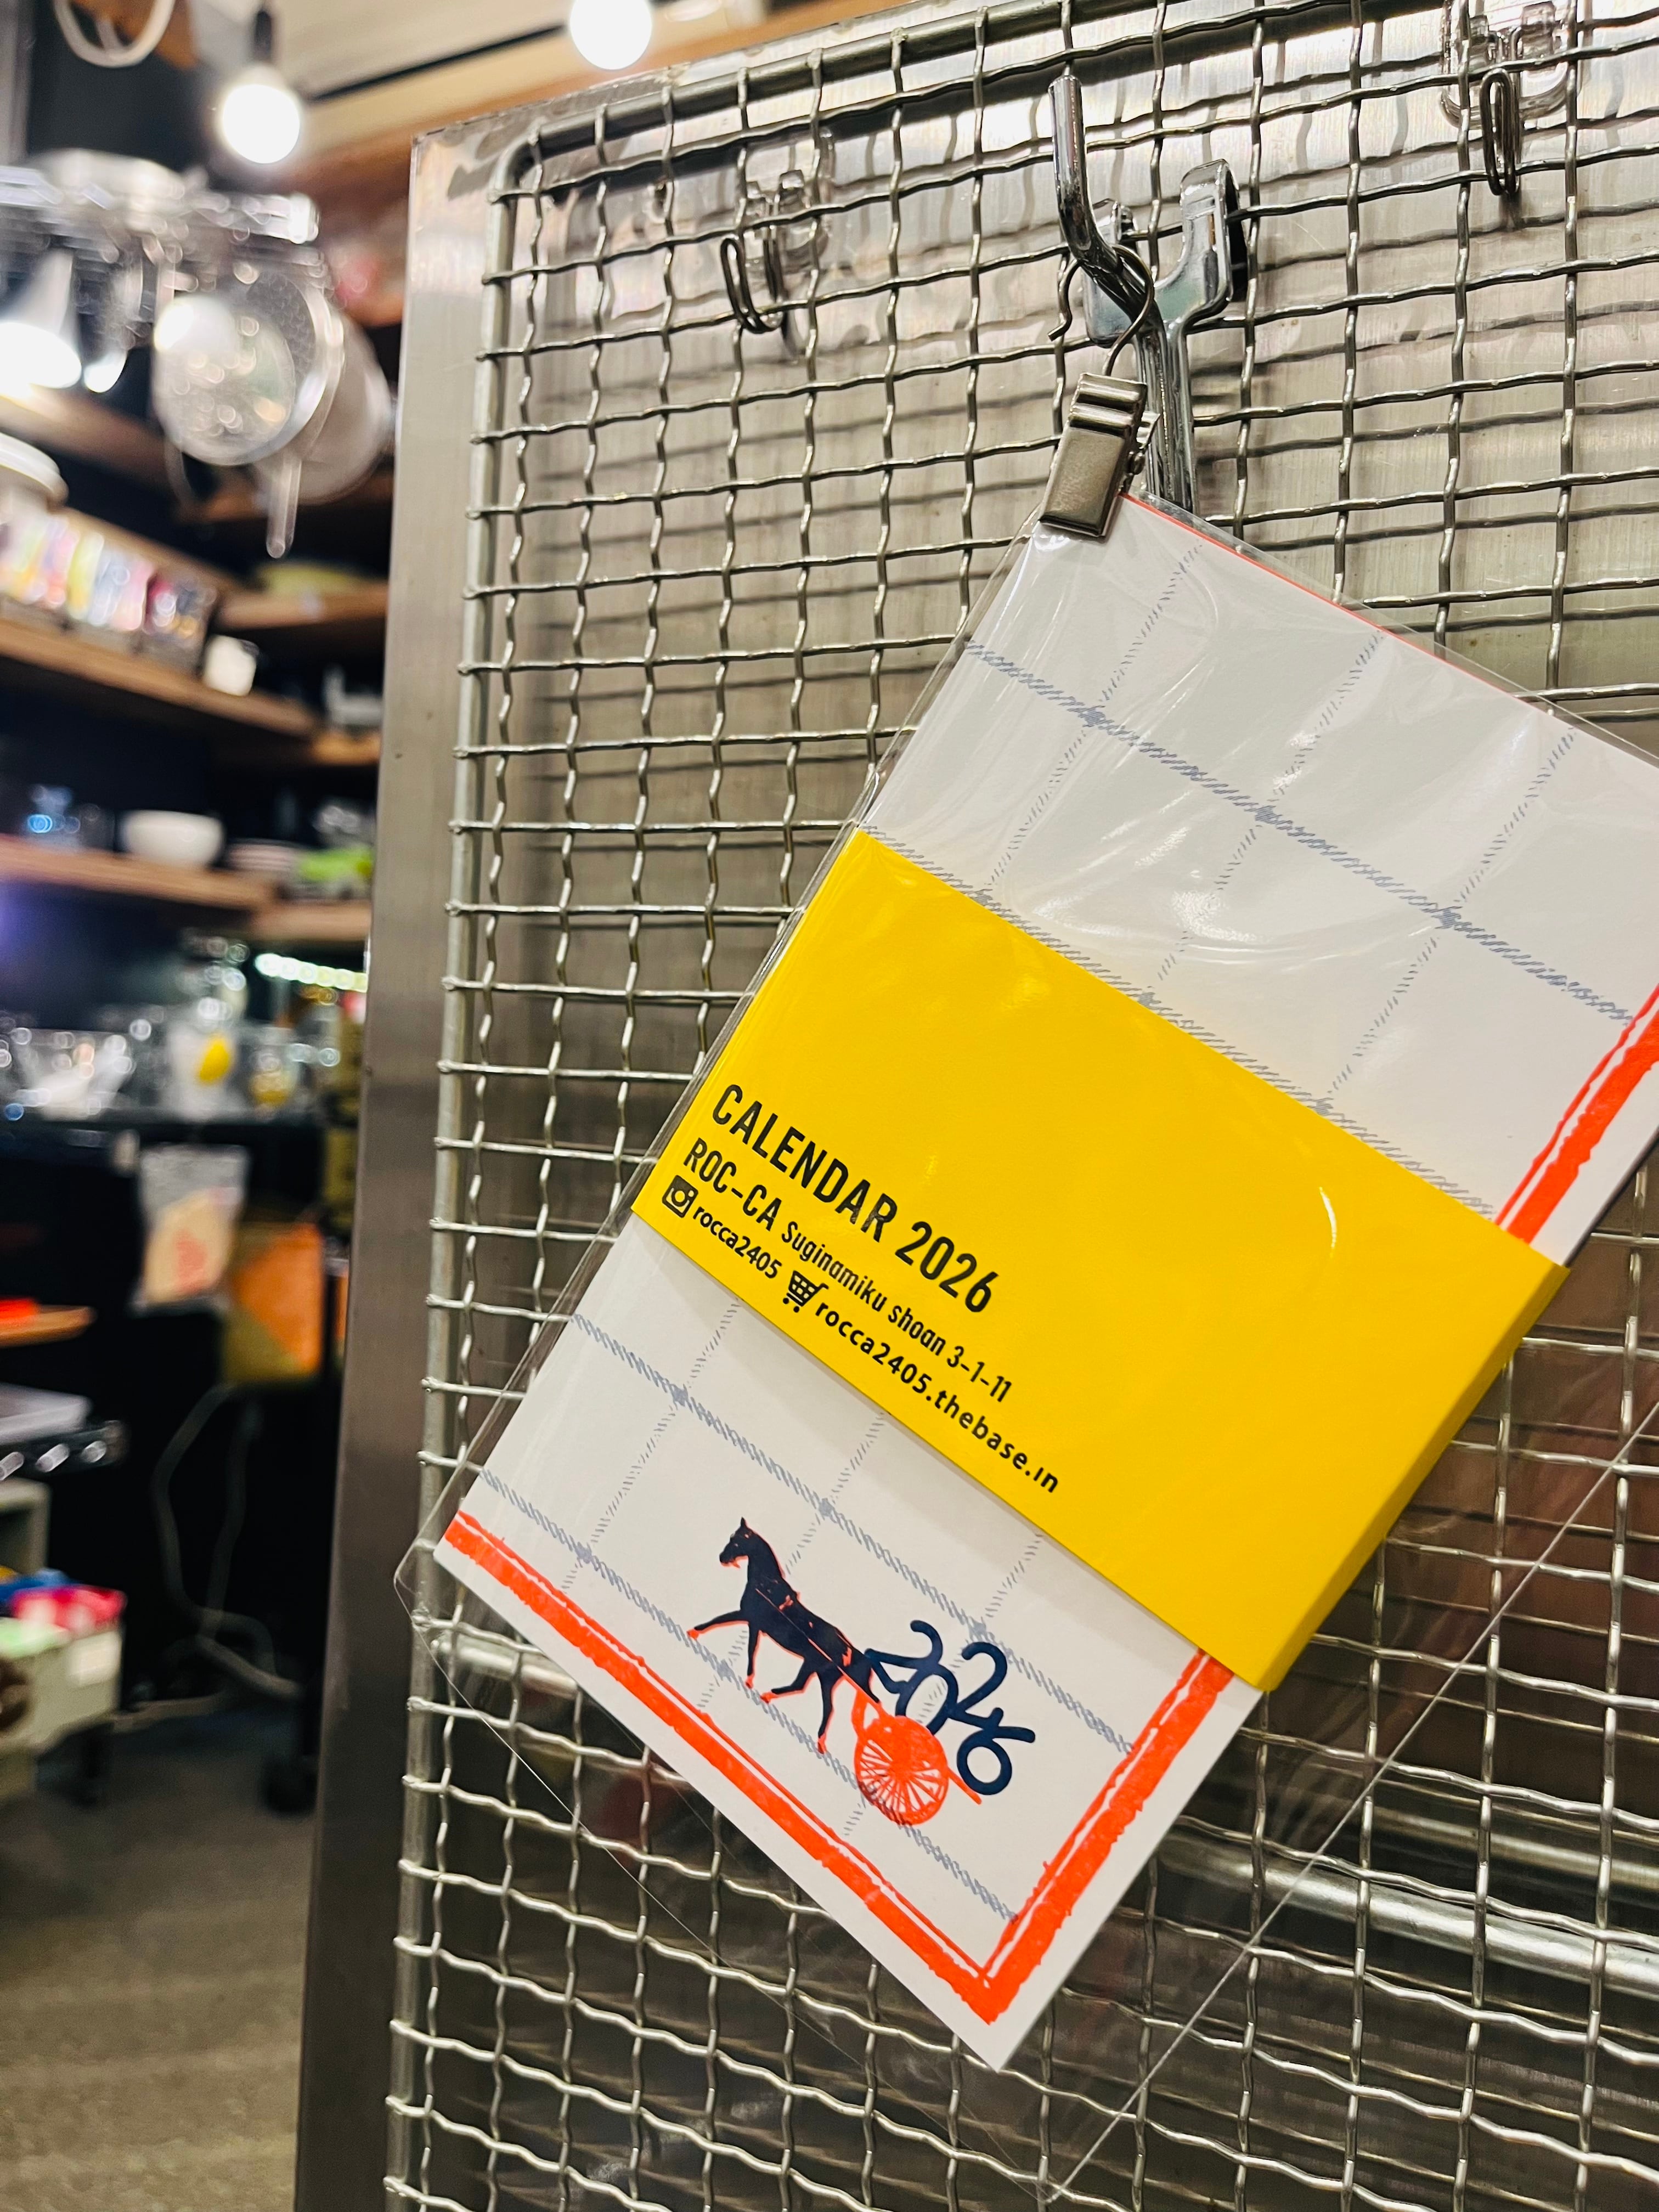 CALENDAR 2026
ROC-CA Suginamiku shoan 3-1-11
rocca2405 rocca2405.thebase.in
2026